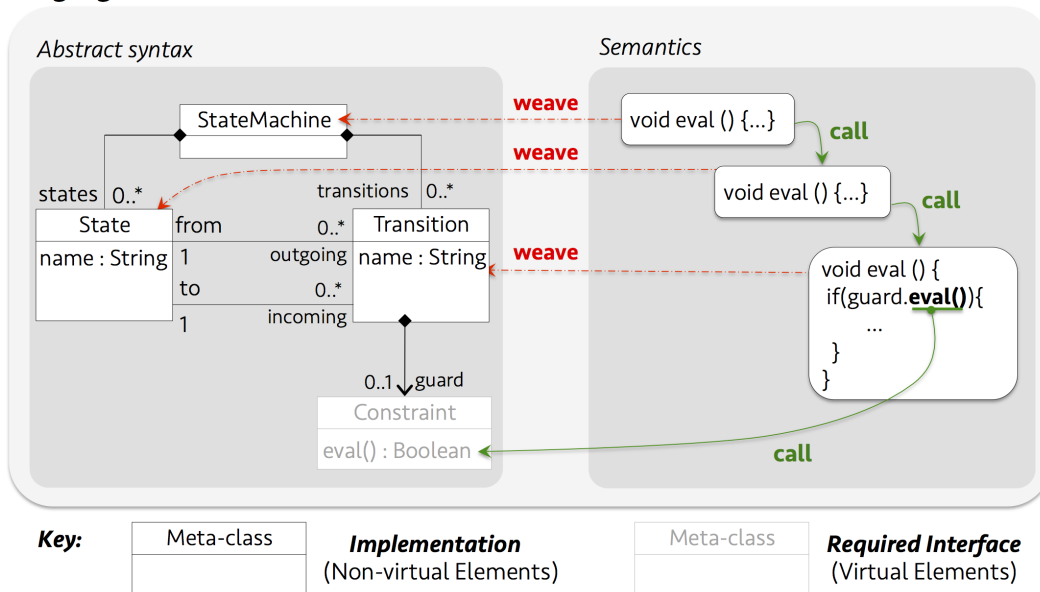 Abstract syntax
Semantics
StateMachine
weave
void eval () {...}
call
weave
states 0..*
transitions 0..*
void eval () {...}
call
State
from
0..*
Transition
name : String
1
outgoing
name : String
weave
to
0..*
1
incoming
void eval () {
if(guard.eval()){
...
}
}
0..1 guard
Constraint
eval() : Boolean
call
Key:
Meta-class
Implementation
(Non-virtual Elements)
Meta-class
Required Interface
(Virtual Elements)